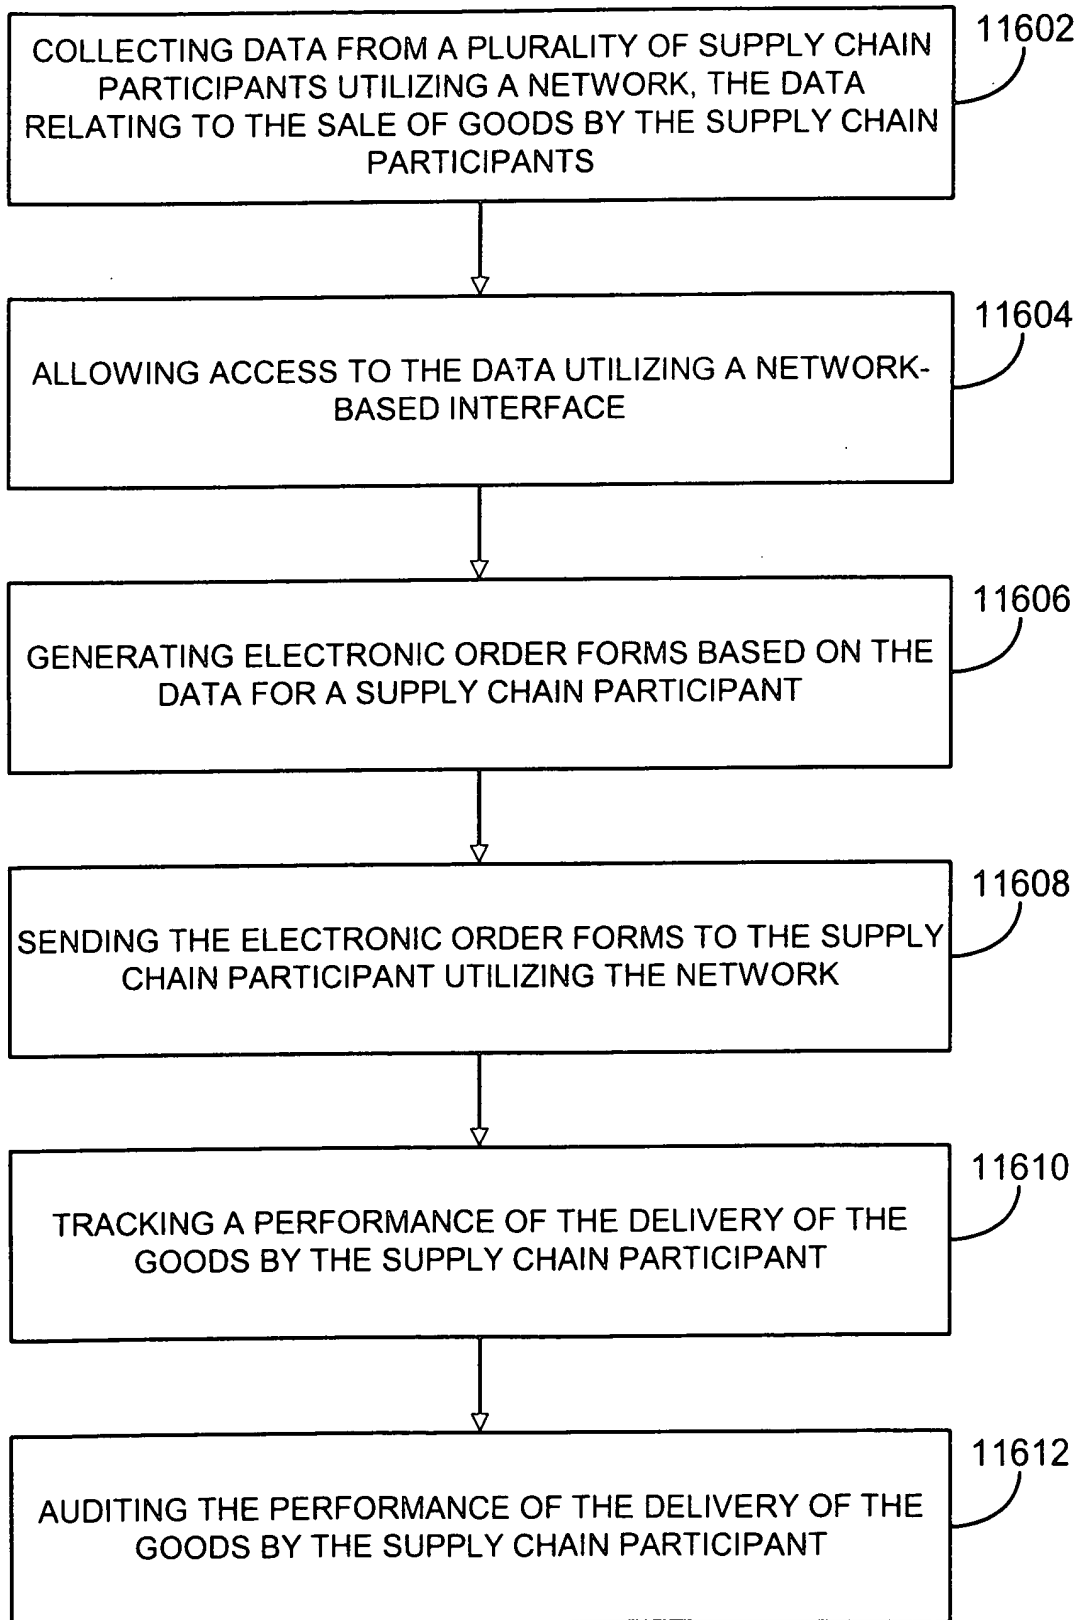 11602
COLLECTING DATA FROM A PLURALITY OF SUPPLY CHAIN
PARTICIPANTS UTILIZING A NETWORK, THE DATA
RELATING TO THE SALE OF GOODS BY THE SUPPLY CHAIN
PARTICIPANTS
11604
ALLOWING ACCESS TO THE DATA UTILIZING A NETWORK-
BASED INTERFACE
11606
GENERATING ELECTRONIC ORDER FORMS BASED ON THE
DATA FOR A SUPPLY CHAIN PARTICIPANT
11608
SENDING THE ELECTRONIC ORDER FORMS TO THE SUPPLY
CHAIN PARTICIPANT UTILIZING THE NETWORK
11610
TRACKING A PERFORMANCE OF THE DELIVERY OF THE
GOODS BY THE SUPPLY CHAIN PARTICIPANT
11612
AUDITING THE PERFORMANCE OF THE DELIVERY OF THE
GOODS BY THE SUPPLY CHAIN PARTICIPANT